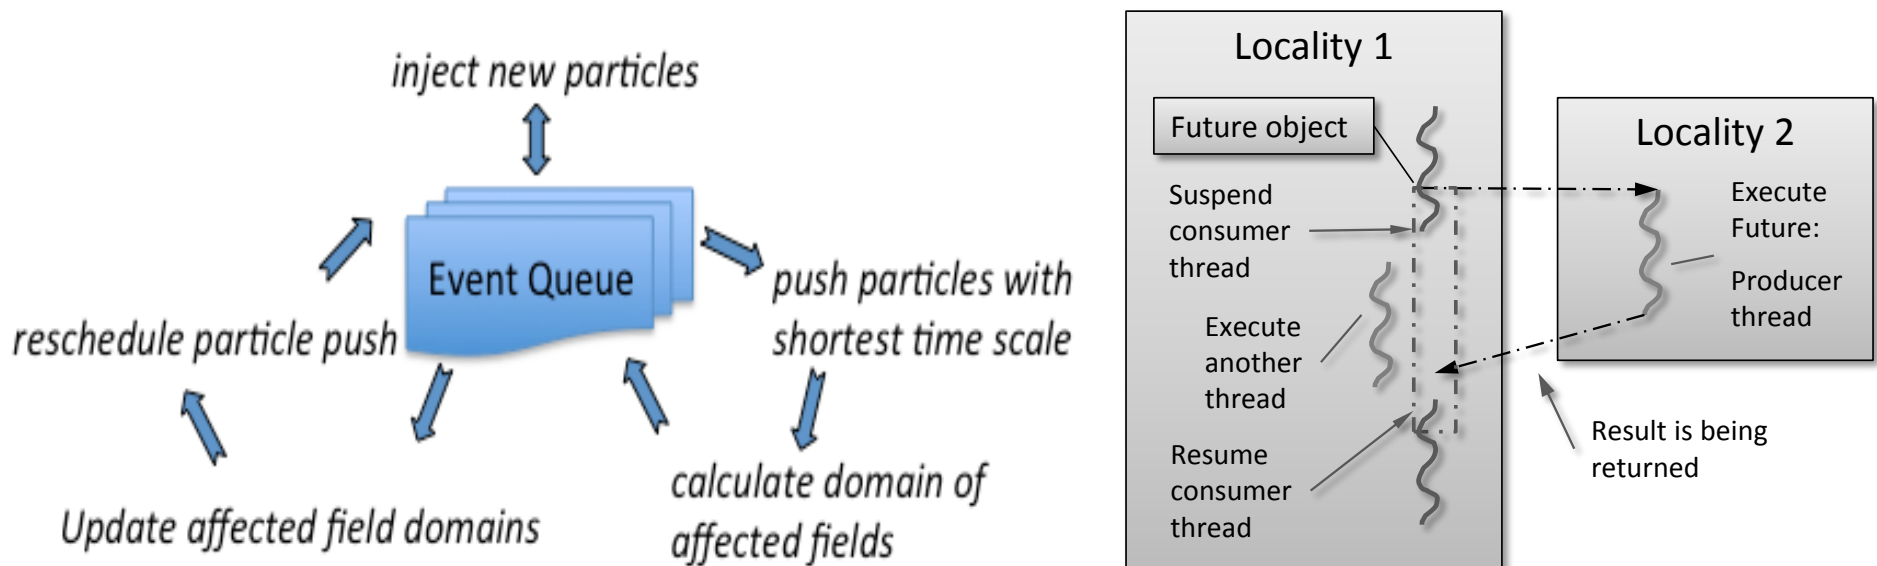 inject new particles
Event Queue
push particles with
shortest time scale
reschedule particle push
calculate domain of
affected fields
Update affected field domains
Locality 1
Future object
Suspend
consumer
thread
Execute
another
thread
Resume
consumer
thread
Locality 2
Execute
Future:
Producer
thread
Result is being
returned